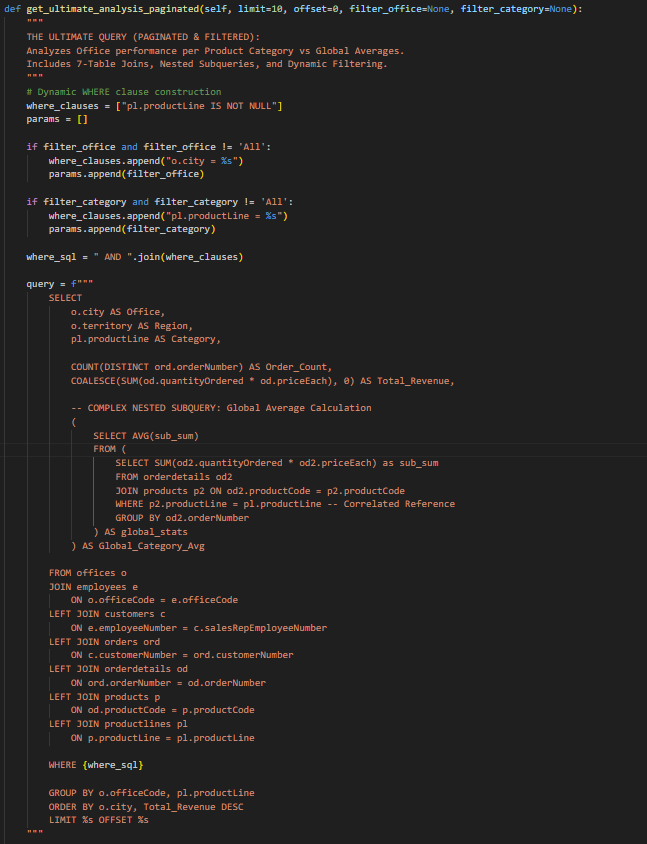 def get_ultimate_analysis_paginated(self, limit=10, offset=0, filter_office=None, filter_category=None):
"""
THE ULTIMATE QUERY (PAGINATED & FILTERED):
Analyzes Office performance per Product Category vs Global Averages.
Includes 7-Table Joins, Nested Subqueries, and Dynamic Filtering.
"""
# Dynamic WHERE clause construction
where_clauses = ["pl.productLine IS NOT NULL"]
params = []
if filter_office and filter_office != 'All':
where_clauses.append("o.city = %s")
params.append(filter_office)
if filter_category and filter_category != 'All':
where_clauses.append("pl.productLine = %s")
params.append(filter_category)
where_sql = " AND ".join(where_clauses)
query = f"""
SELECT
o.city AS Office,
o.territory AS Region,
pl.productLine AS Category,
COUNT(DISTINCT ord.orderNumber) AS Order_Count,
COALESCE(SUM(od.quantityOrdered * od.priceEach), 0) AS Total_Revenue,
-- COMPLEX NESTED SUBQUERY: Global Average Calculation
(
SELECT AVG(sub_sum)
FROM (
SELECT SUM(od2.quantityOrdered * od2.priceEach) as sub_sum
FROM orderdetails od2
JOIN products p2 ON od2.productCode = p2.productCode
WHERE p2.productLine = pl.productLine -- Correlated Reference
GROUP BY od2.orderNumber
) AS global_stats
) AS Global_Category_Avg
FROM offices o
JOIN employees e
ON o.officeCode = e.officeCode
LEFT JOIN customers c
ON e.employeeNumber = c.salesRepEmployeeNumber
LEFT JOIN orders ord
ON c.customerNumber = ord.customerNumber
LEFT JOIN orderdetails od
ON ord.orderNumber = od.orderNumber
LEFT JOIN products p
ON od.productCode = p.productCode
LEFT JOIN productlines pl
ON p.productLine = pl.productLine
WHERE {where_sql}
GROUP BY o.officeCode, pl.productLine
ORDER BY o.city, Total_Revenue DESC
LIMIT %s OFFSET %s
"""